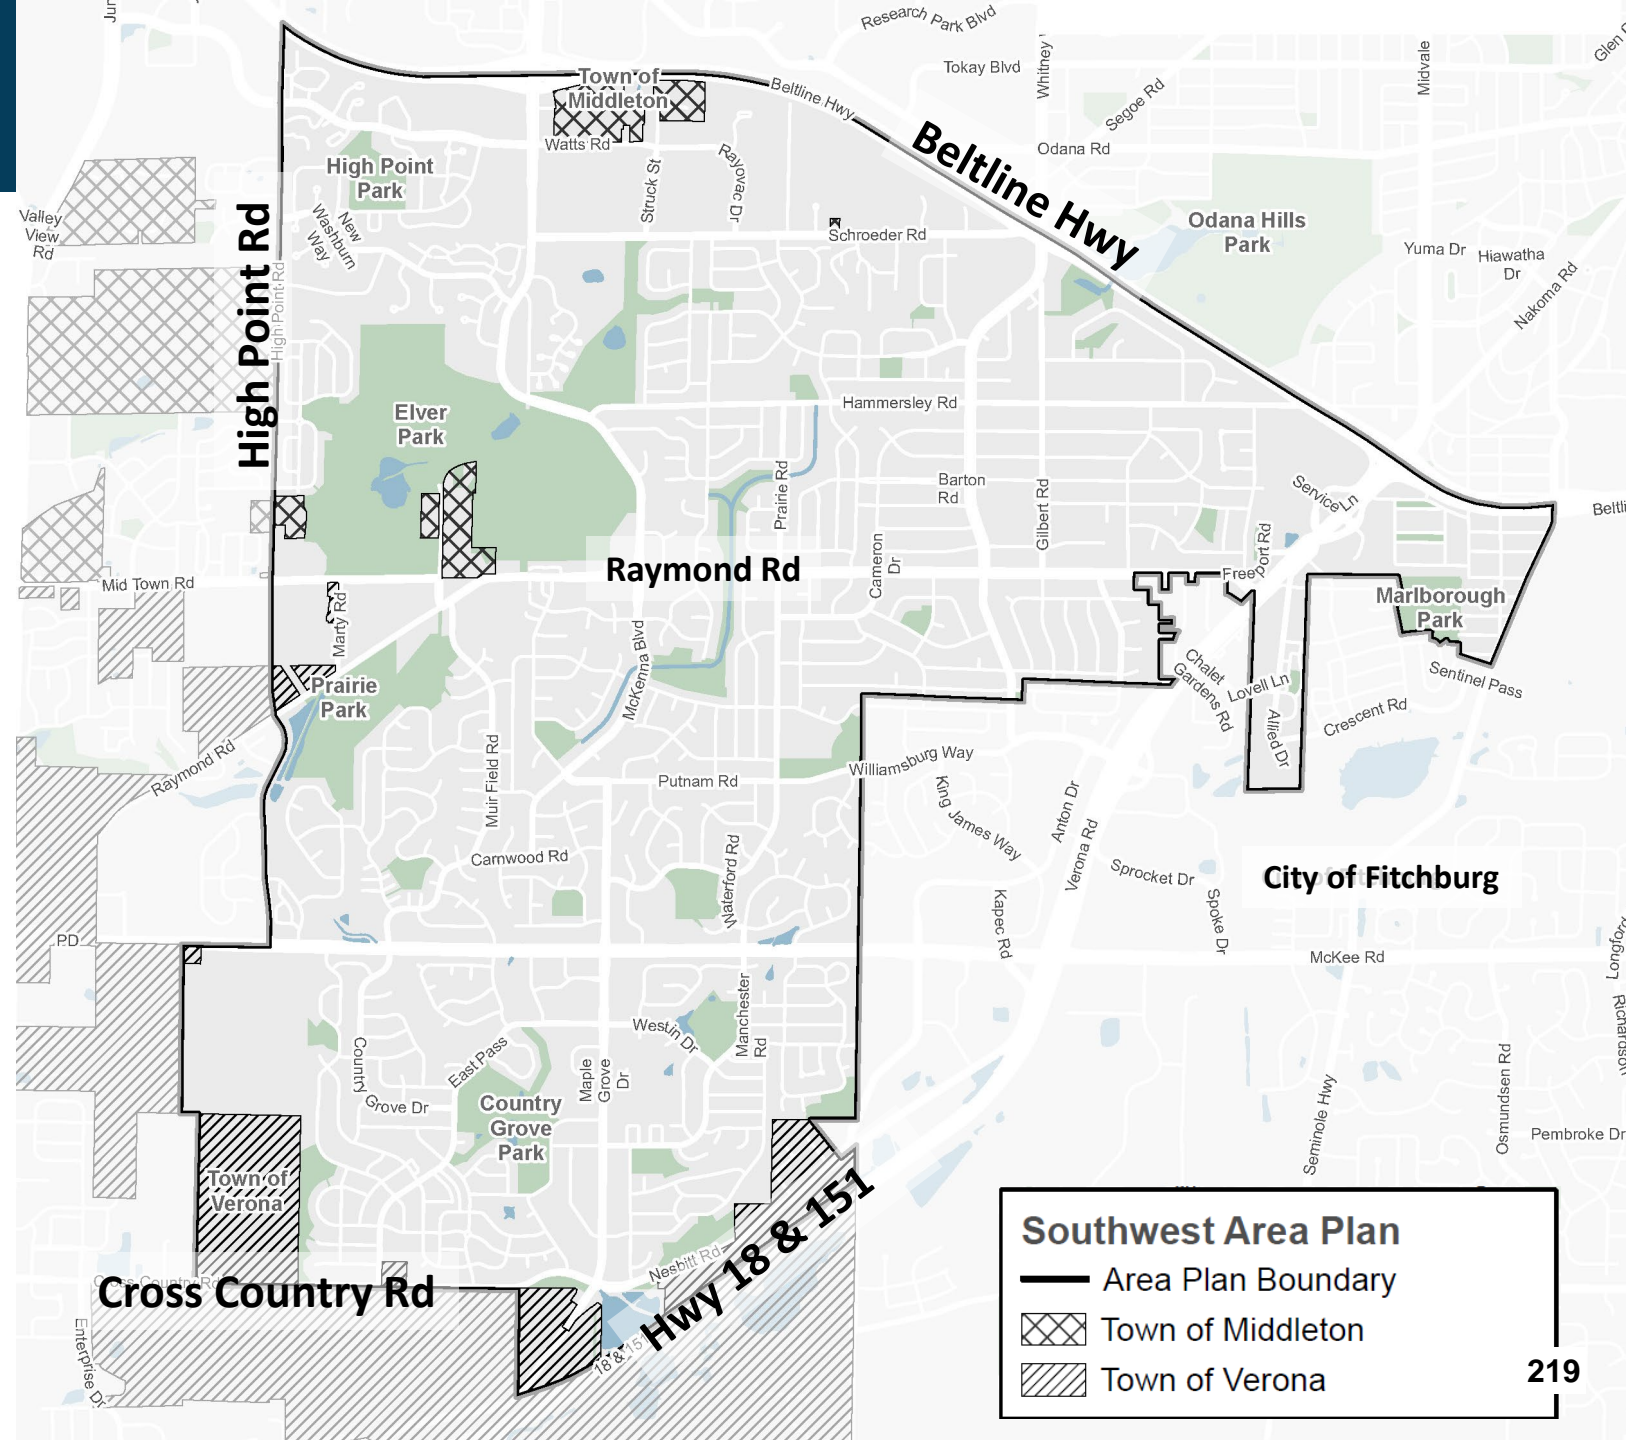 Jun
Research Park Blvd
Glen
Tokay Blvd
Whitney
Midvale
Segoe Rd
Town of
Middleton
Beltline Hwy
Beltline Hwy
Odana Rd
Watts Rd
High Point
Park
Struck St
Rayovac Dr
Valley
View
Rd
New
Washburn
Way
Schroeder Rd
Odana Hills
Park
Yuma Dr
Hiawatha
Dr
Nakoma Rd
High Point Rd
High Point Rd
Elver
Park
Hammersley Rd
Prairie Rd
Barton
Rd
Gilbert Rd
Service Ln
Beltli
Cameron
Dr
Freeport Rd
Mid Town Rd
Raymond Rd
Marty Rd
Marlborough
Park
McKenna Blvd
Chalet
Gardens Rd
Lovell Ln
Sentinel Pass
Prairie
Park
Allied Dr
Crescent Rd
Raymond Rd
Muir Field Rd
Putnam Rd
Williamsburg Way
King James Way
Anton Dr
Verona Rd
Carnwood Rd
Waterford Rd
Sprocket Dr
Spoke Dr
City of Fitchburg
Kapec Rd
PD
McKee Rd
Longford
Richardson
Manchester
Rd
Westin Dr
Country
Grove Dr
East Pass
Maple
Grove
Dr
Country
Grove
Park
Seminole Hwy
Osmundsen Rd
Pembroke Dr
Town of
Verona
Nesbitt Rd
Hwy 18 & 151
18 & 151
Cross Country Rd
Cross Country Rd
Enterprise Dr
Southwest Area Plan
Area Plan Boundary
Town of Middleton
Town of Verona
219